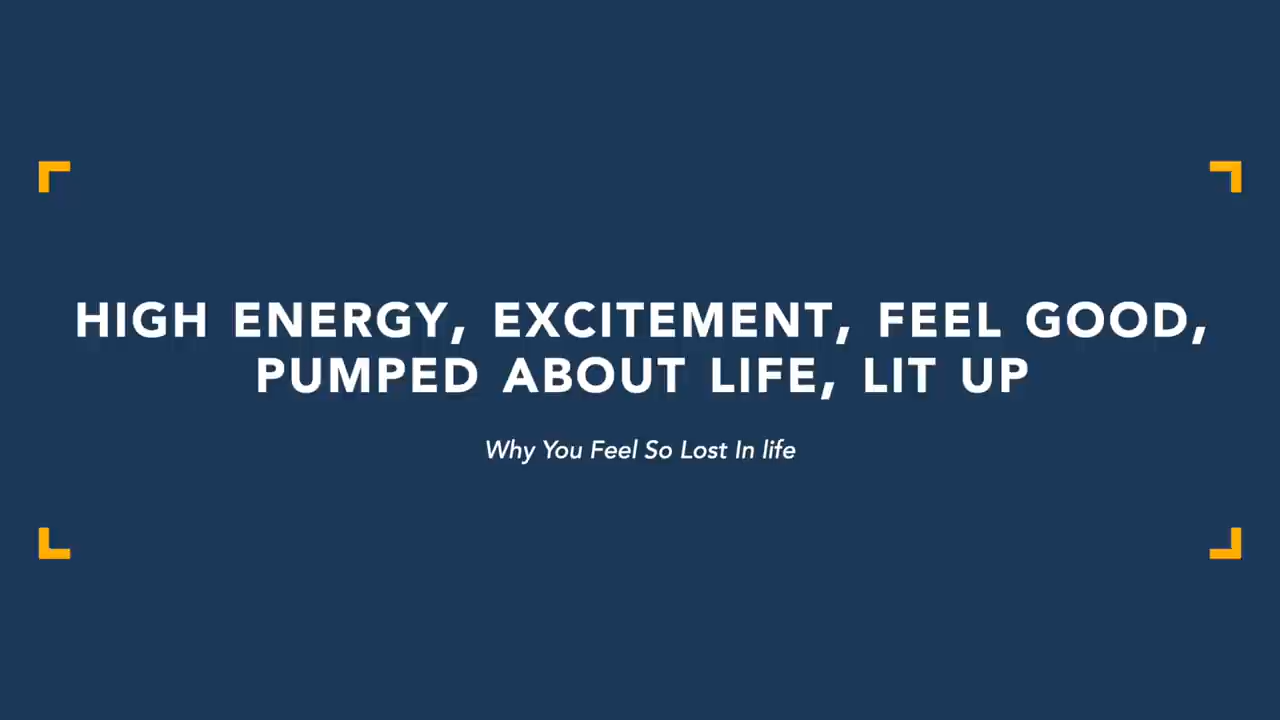 HIGH ENERGY, EXCITEMENT, FEEL GOOD,
PUMPED ABOUT LIFE, LIT UP
Why You Feel So Lost In life